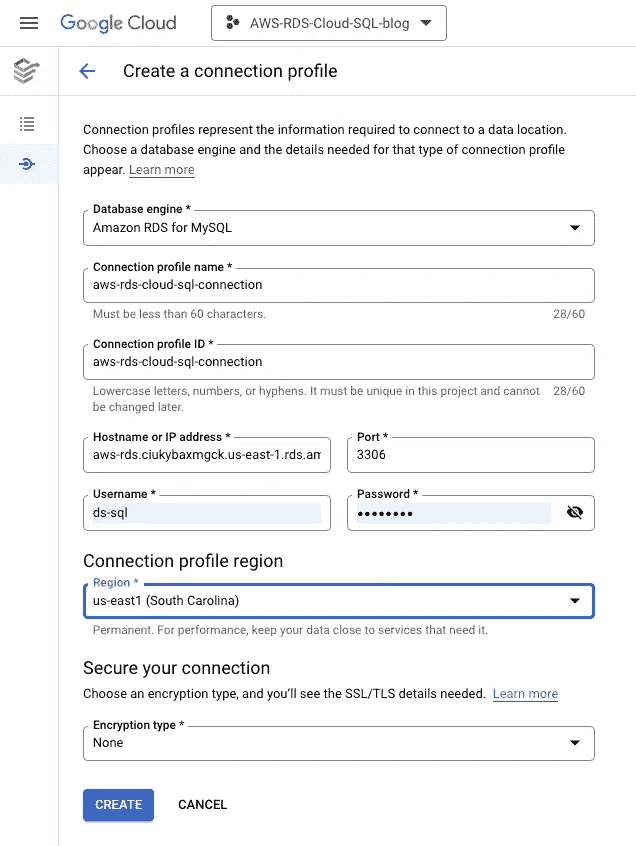 Google Cloud
AWS-RDS-Cloud-SQL-blog
Create a connection profile
Connection profiles represent the information required to connect to a data location.
Choose a database engine and the details needed for that type of connection profile
appear. Learn more
Database engine *
Amazon RDS for MySQL
Connection profile name *
aws-rds-cloud-sql-connection
Must be less than 60 characters.
28/60
Connection profile ID *
aws-rds-cloud-sql-connection
Lowercase letters, numbers, or hyphens. It must be unique in this project and cannot
be changed later.
28/60
Hostname or IP address *
aws-rds.ciukybaxmgck.us-east-1.rds.am
Port *
3306
Username *
ds-sql
Password *
••••••••
Connection profile region
Region *
us-east1 (South Carolina)
Permanent. For performance, keep your data close to services that need it.
Secure your connection
Choose an encryption type, and you'll see the SSL/TLS details needed. Learn more
Encryption type *
None
CREATE
CANCEL